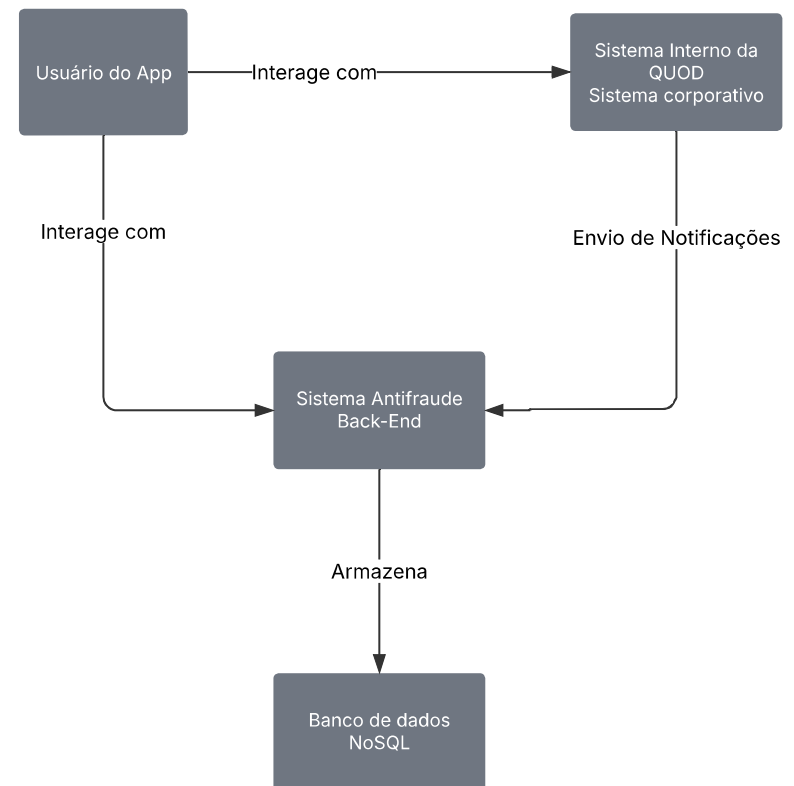 Usuário do App
Interage com
Sistema Interno da
QUOD
Sistema corporativo
Interage com
Envio de Notificações
Sistema Antifraude
Back-End
Armazena
Banco de dados
NoSQL